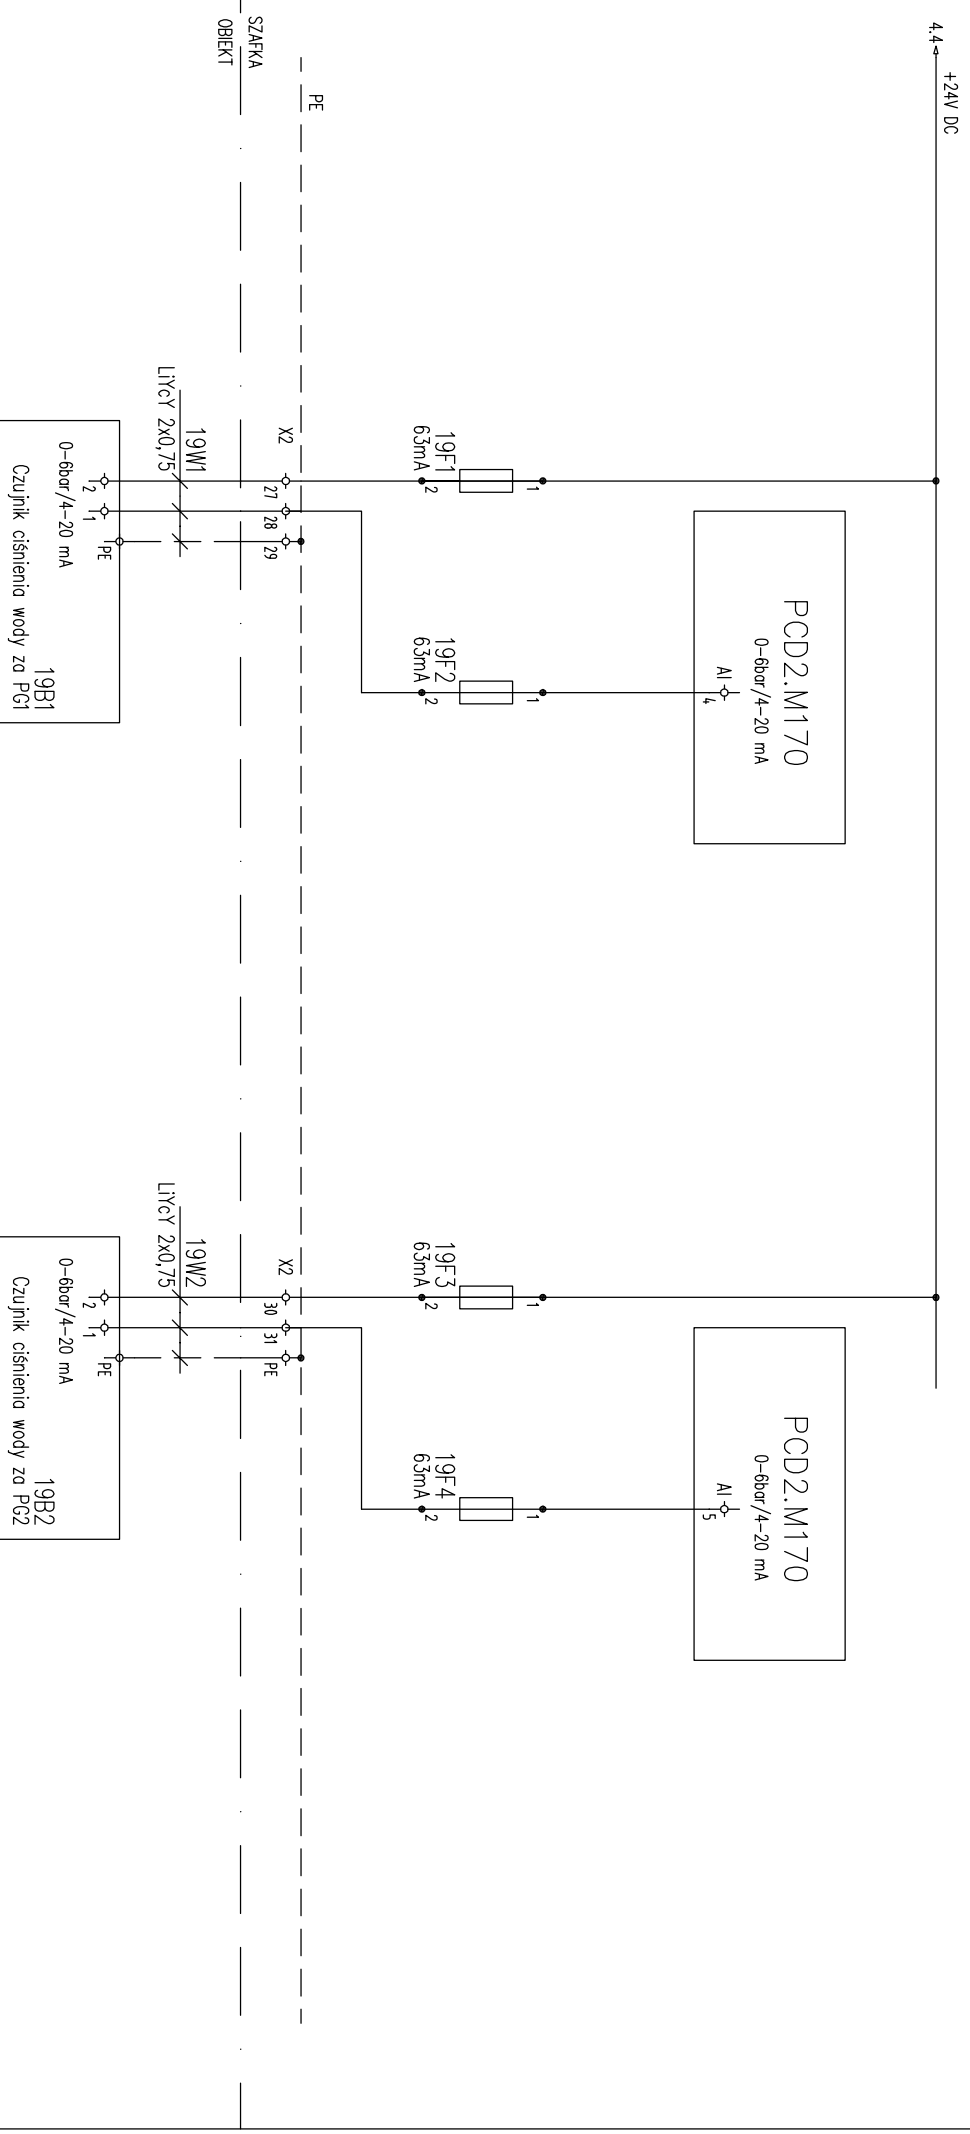 4.4
+24V DC
PCD2.M170
0-6bar/4-20 mA
AI
4
PCD2.M170
0-6bar/4-20 mA
AI
5
1
19F1
63mA
2
1
19F2
63mA
2
1
19F3
63mA
2
1
19F4
63mA
2
PE
X2
27
28
29
X2
30
31
PE
SZAFKA
OBIEKT
19W1
LiYcY 2x0,75
19W2
LiYcY 2x0,75
2
1
PE
0-6bar/4-20 mA
19B1
Czujnik ciśnienia wody za PG1
2
1
PE
0-6bar/4-20 mA
19B2
Czujnik ciśnienia wody za PG2